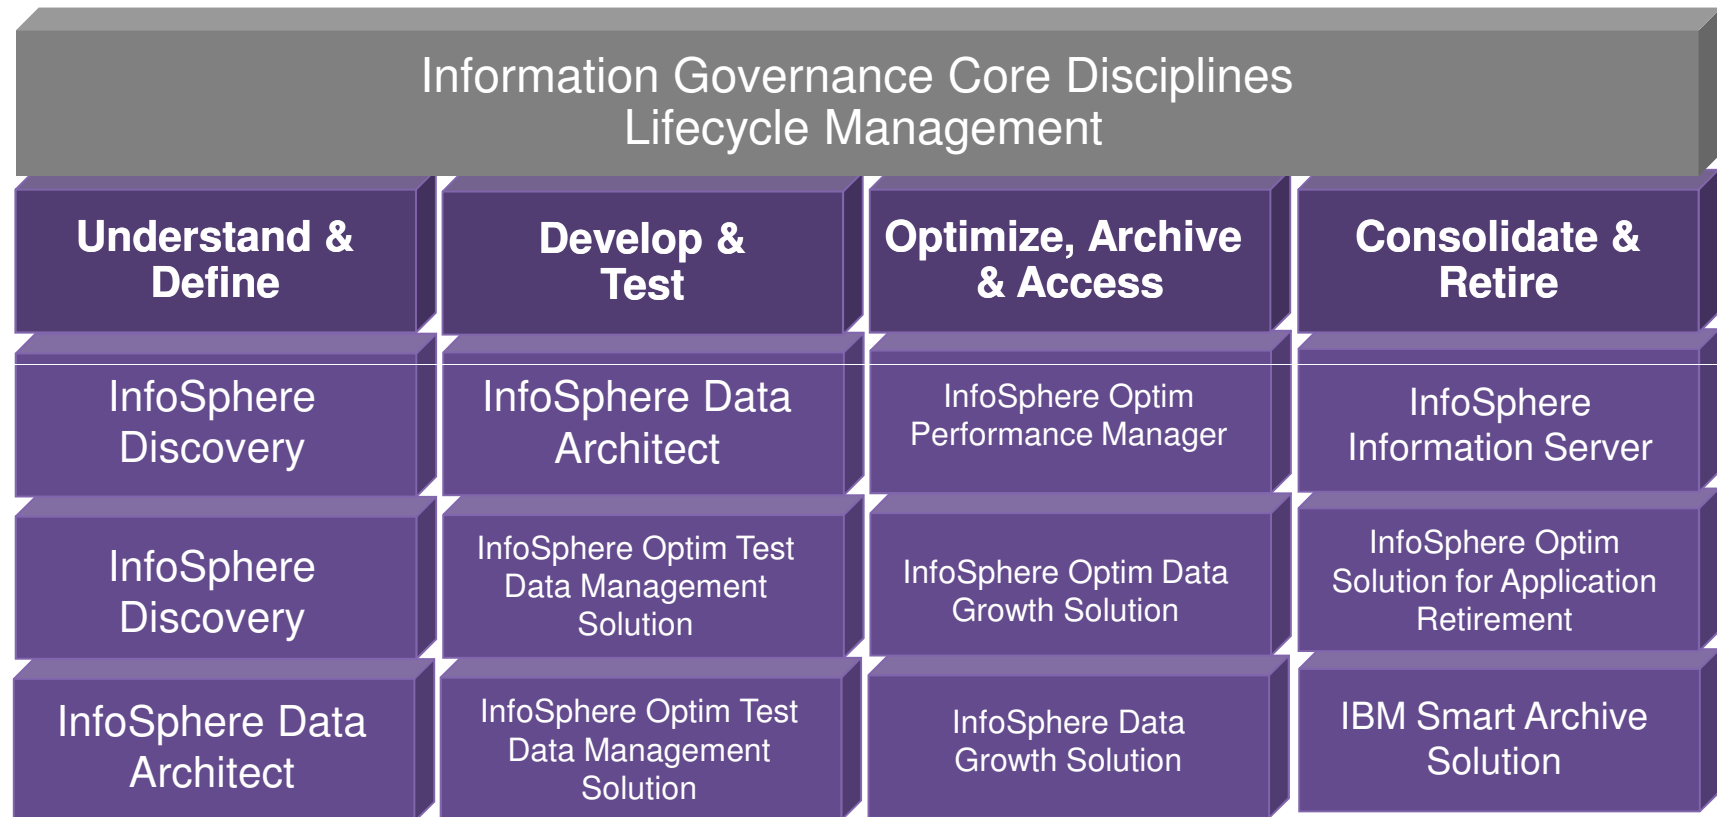 Information Governance Core Disciplines
Lifecycle Management
Understand &
Define
Develop &
Test
Optimize, Archive
& Access
Consolidate &
Retire
InfoSphere
Discovery
InfoSphere Data
Architect
InfoSphere Optim
Performance Manager
InfoSphere
Information Server
InfoSphere
Discovery
InfoSphere Optim Test
Data Management
Solution
InfoSphere Optim Data
Growth Solution
InfoSphere Optim
Solution for Application
Retirement
InfoSphere Data
Architect
InfoSphere Optim Test
Data Management
Solution
InfoSphere Data
Growth Solution
IBM Smart Archive
Solution